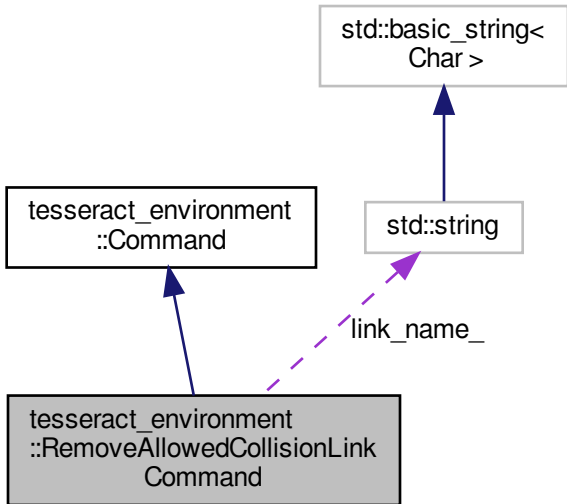 std::basic_string<
Char >
tesseract_environment
::Command
std::string
link_name_
tesseract_environment
::RemoveAllowedCollisionLink
Command